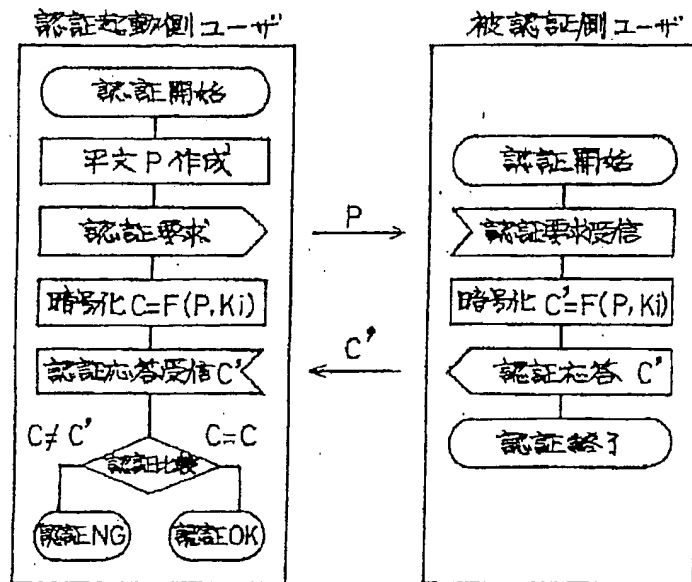 認証起動側ユーザ
認証開始
平文P作成
認証要求
暗号化C=F(P,Ki)
認証応答受信C'
C≠C'
C=C
認証比較
認証NG
認証OK
P
C'
被認証側ユーザ
認証開始
認証要求受信
暗号化C'=F(P,Ki)
認証応答 C'
認証終了